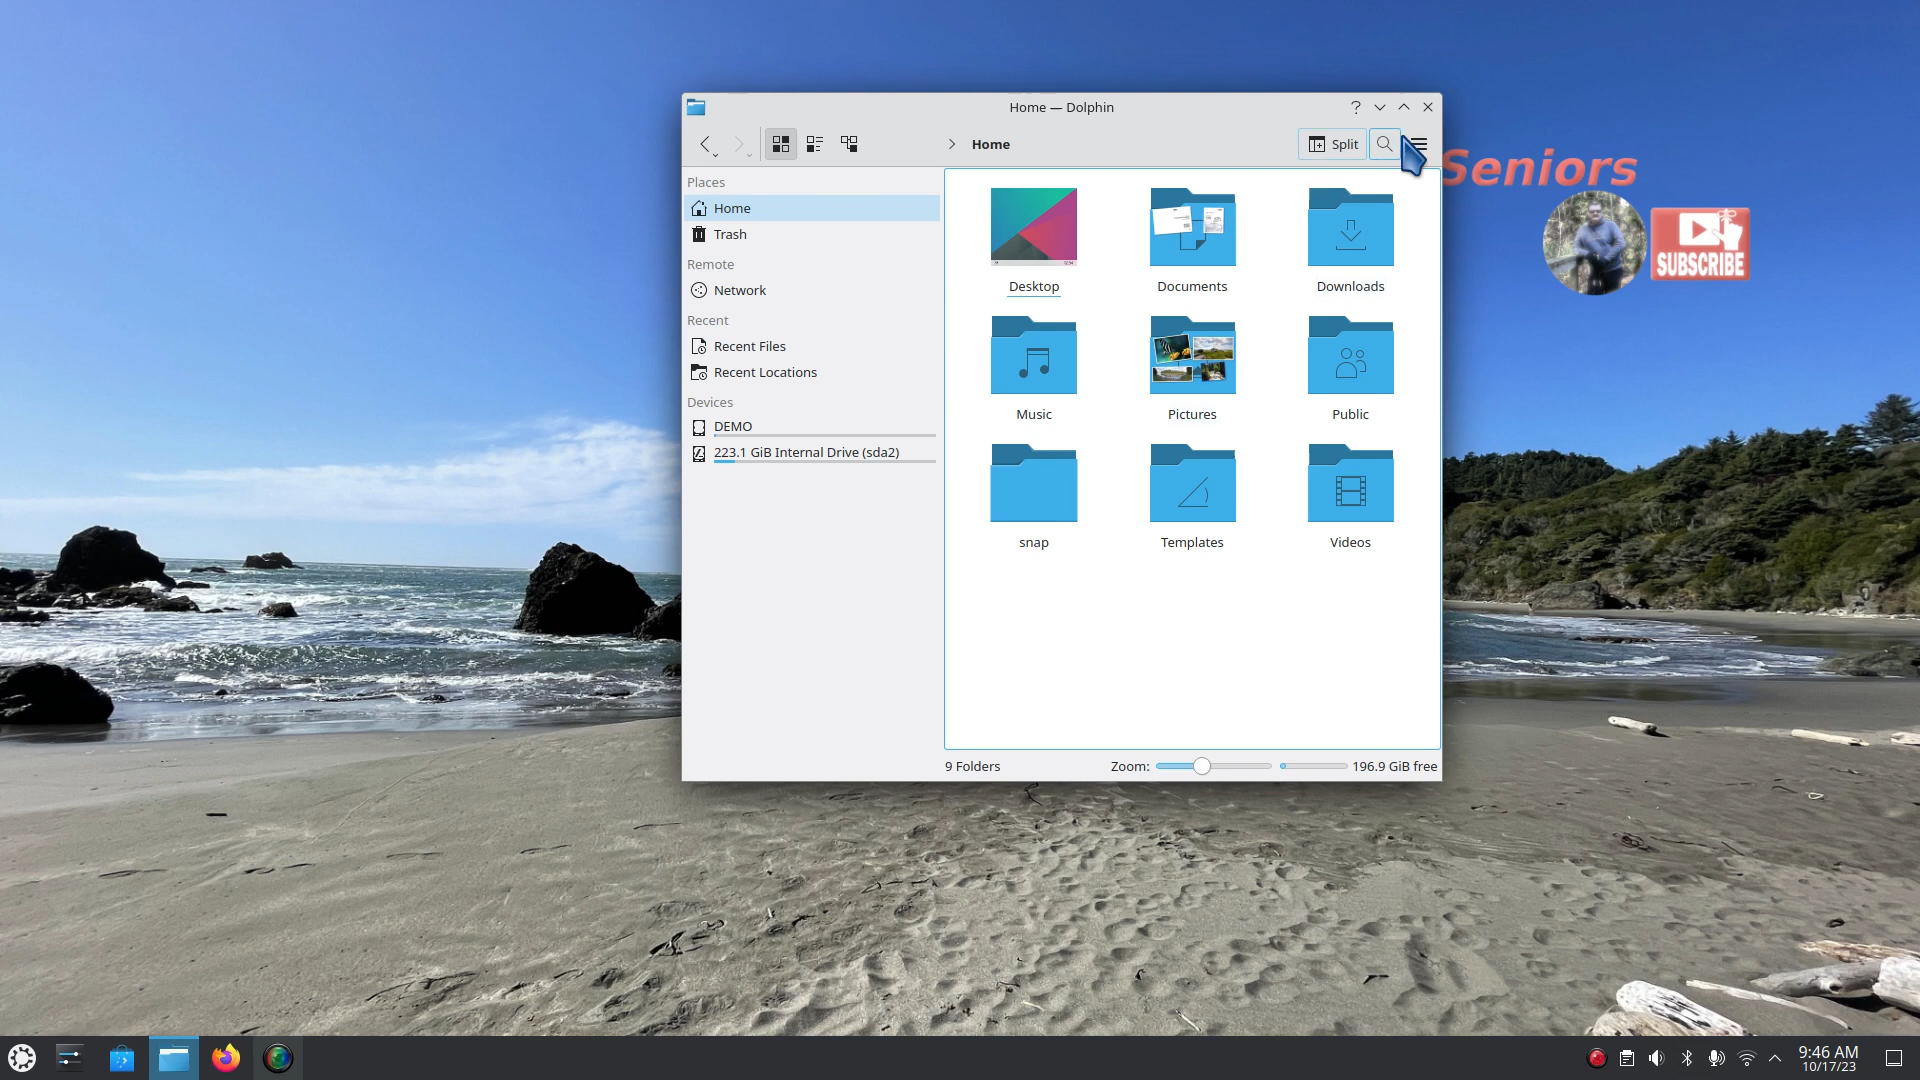 Home — Dolphin
Home
Split
Seniors
SUBSCRIBE
Places
Home
Trash
Remote
Network
Recent
Recent Files
Recent Locations
Devices
DEMO
223.1 GiB Internal Drive (sda2)
Desktop
Documents
Downloads
Music
Pictures
Public
snap
Templates
Videos
9 Folders
Zoom:
196.9 GiB free
9:46 AM
10/17/23